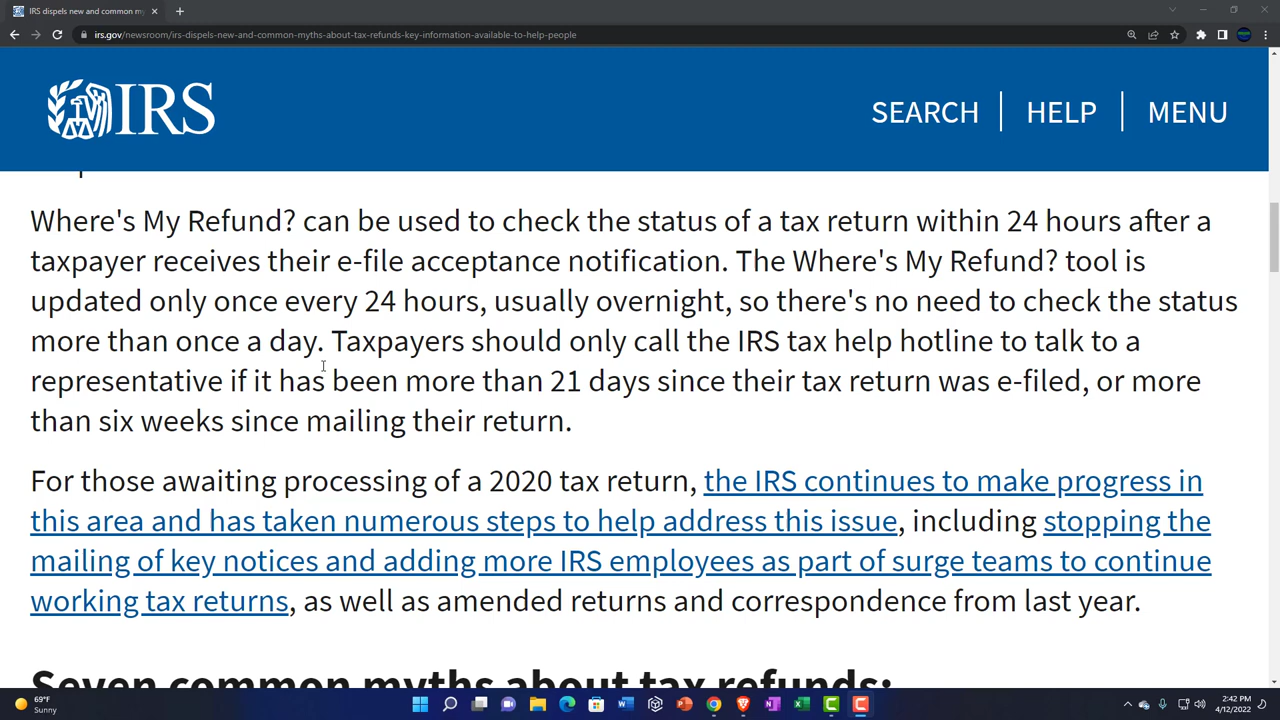 IRS dispels new and common my
irs.gov/newsroom/irs-dispels-new-and-common-myths-about-tax-refunds-key-information-available-to-help-people
IRS
SEARCH
HELP
MENU
Where's My Refund? can be used to check the status of a tax return within 24 hours after a
taxpayer receives their e-file acceptance notification. The Where's My Refund? tool is
updated only once every 24 hours, usually overnight, so there's no need to check the status
more than once a day. Taxpayers should only call the IRS tax help hotline to talk to a
representative if it has been more than 21 days since their tax return was e-filed, or more
than six weeks since mailing their return.
For those awaiting processing of a 2020 tax return, the IRS continues to make progress in
this area and has taken numerous steps to help address this issue, including stopping the
mailing of key notices and adding more IRS employees as part of surge teams to continue
working tax returns, as well as amended returns and correspondence from last year.
Seven common myths about tax refunds:
69°F
Sunny
2:42 PM
4/12/2022